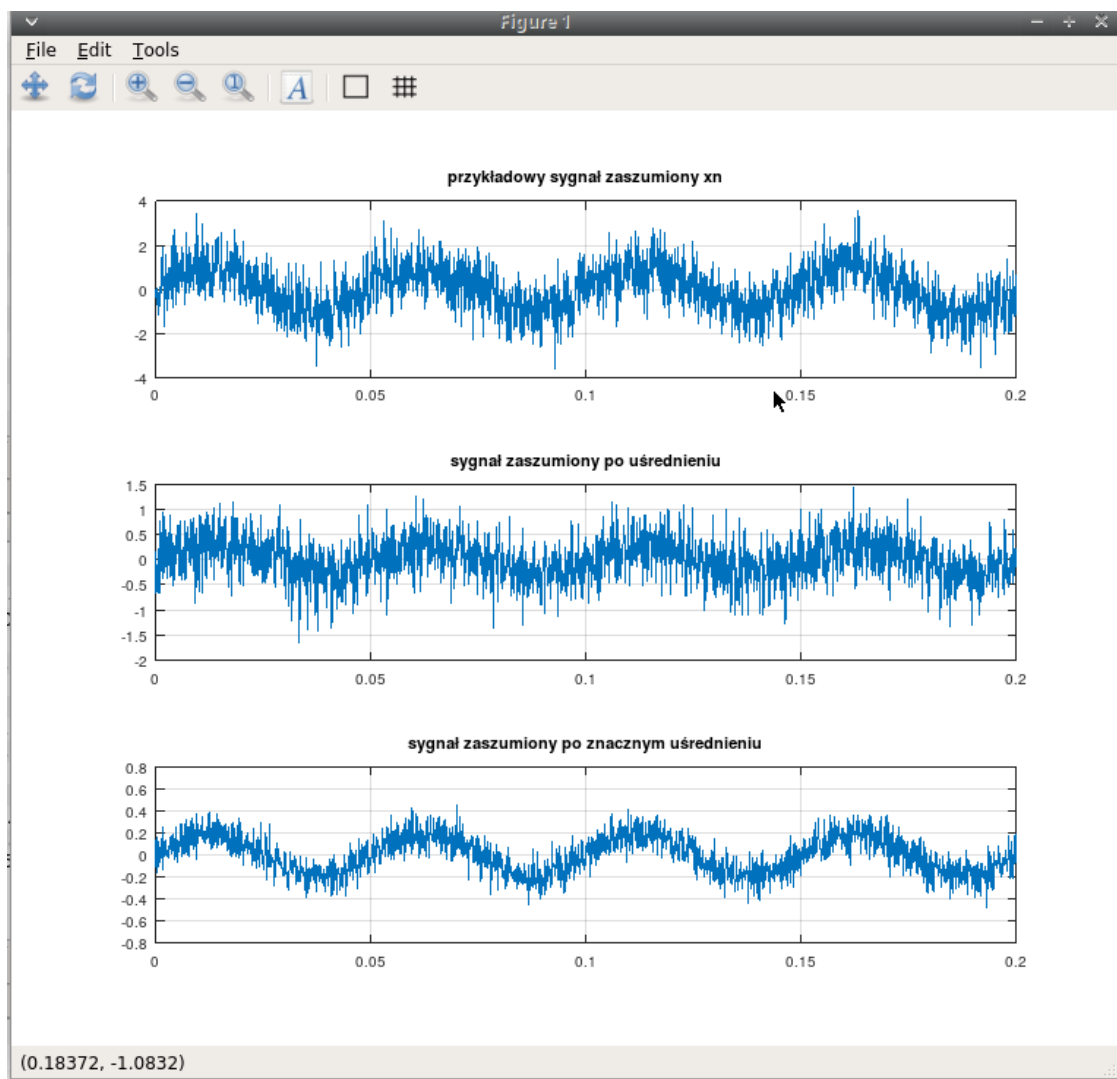 Figure 1
File Edit Tools
A
przykładowy sygnał zaszumiony xn
4
2
0
-2
-4
0 0.05 0.1 0.15 0.2
sygnał zaszumiony po uśrednieniu
1.5
1
0.5
0
-0.5
-1
-1.5
-2
0 0.05 0.1 0.15 0.2
sygnał zaszumiony po znacznym uśrednieniu
0.8
0.6
0.4
0.2
0
-0.2
-0.4
-0.6
-0.8
0 0.05 0.1 0.15 0.2
(0.18372, -1.0832)